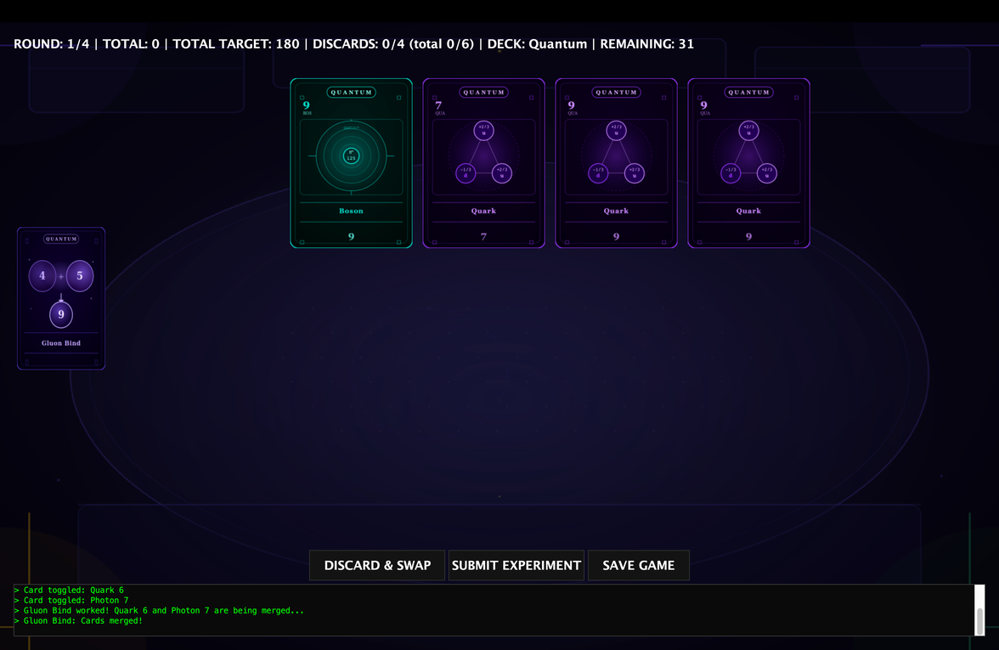 ROUND: 1/4 | TOTAL: 0 | TOTAL TARGET: 180 | DISCARDS: 0/4 (total 0/6) | DECK: Quantum | REMAINING: 31
QUANTUM
9
BOS
H°
125
Boson
9
QUANTUM
7
QUA
+2/3
u
-1/3
d
+2/3
u
Quark
7
QUANTUM
9
QUA
+2/3
u
-1/3
d
+2/3
u
Quark
9
QUANTUM
9
QUA
+2/3
u
-1/3
d
+2/3
u
Quark
9
QUANTUM
4 + 5
9
Gluon Bind
DISCARD & SWAP
SUBMIT EXPERIMENT
SAVE GAME
> Card toggled: Quark 6
> Card toggled: Photon 7
> Gluon Bind worked! Quark 6 and Photon 7 are being merged...
> Gluon Bind: Cards merged!